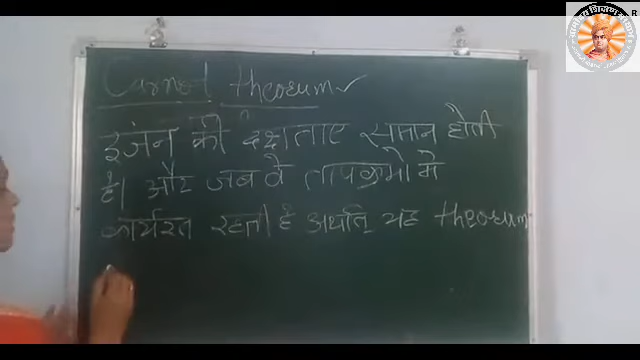 Carnot theorum
इंजन की दक्षताए समान होती
है। और जब वे तापक्रमो मे
कार्यरत रहती है अर्थात् यह theorum
R